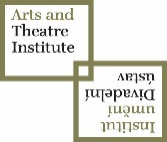 Arts and
Theatre
Institute
Institut
umění
Divadelní
ústav